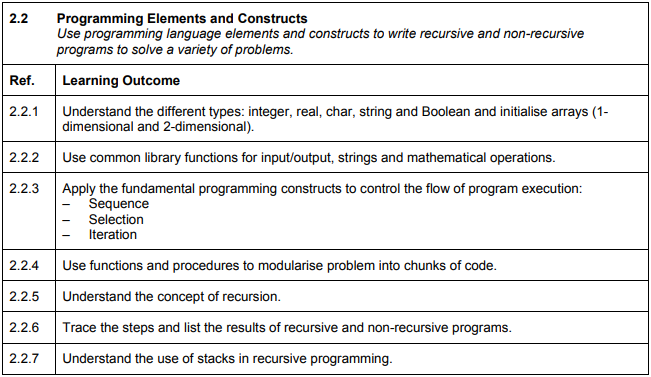 2.2 Programming Elements and Constructs
Use programming language elements and constructs to write recursive and non-recursive
programs to solve a variety of problems.
Ref. Learning Outcome
2.2.1 Understand the different types: integer, real, char, string and Boolean and initialise arrays (1-
dimensional and 2-dimensional).
2.2.2 Use common library functions for input/output, strings and mathematical operations.
2.2.3 Apply the fundamental programming constructs to control the flow of program execution:
– Sequence
– Selection
– Iteration
2.2.4 Use functions and procedures to modularise problem into chunks of code.
2.2.5 Understand the concept of recursion.
2.2.6 Trace the steps and list the results of recursive and non-recursive programs.
2.2.7 Understand the use of stacks in recursive programming.